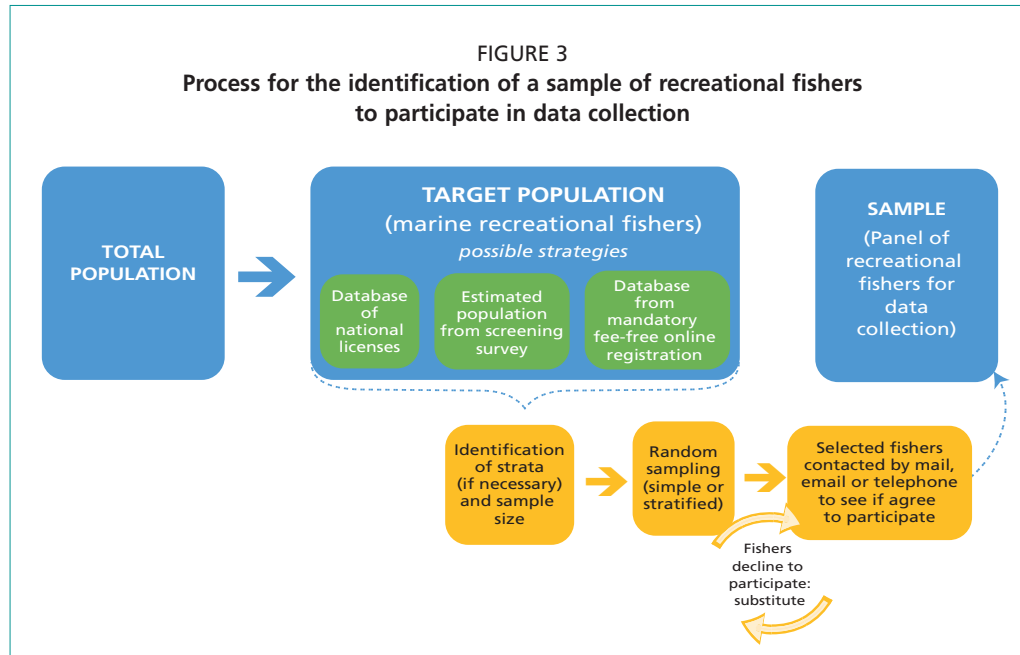 FIGURE 3
Process for the identification of a sample of recreational fishers
to participate in data collection
TOTAL
POPULATION
TARGET POPULATION
(marine recreational fishers)
possible strategies
Database
of
national
licenses
Estimated
population
from screening
survey
Database
from
mandatory
fee-free online
registration
SAMPLE
(Panel of
recreational
fishers for
data
collection)
Identification
of strata
(if necessary)
and sample
size
Random
sampling
(simple or
stratified)
Selected fishers
contacted by mail,
email or telephone
to see if agree
to participate
Fishers
decline to
participate:
substitute